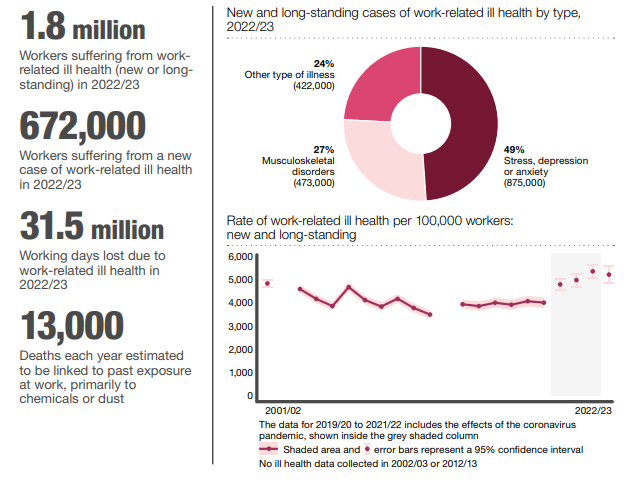 1.8 million
Workers suffering from work-
related ill health (new or long-
standing) in 2022/23
672,000
Workers suffering from a new
case of work-related ill health
in 2022/23
31.5 million
Working days lost due to
work-related ill health in
2022/23
13,000
Deaths each year estimated
to be linked to past exposure
at work, primarily to
chemicals or dust
New and long-standing cases of work-related ill health by type,
2022/23
24%
Other type of illness
(422,000)
27%
Musculoskeletal
disorders
(473,000)
49%
Stress, depression
or anxiety
(875,000)
Rate of work-related ill health per 100,000 workers:
new and long-standing
6,000
5,000
4,000
3,000
2,000
1,000
0
2001/02
2022/23
The data for 2019/20 to 2021/22 includes the effects of the coronavirus
pandemic, shown inside the grey shaded column
Shaded area and error bars represent a 95% confidence interval
No ill health data collected in 2002/03 or 2012/13